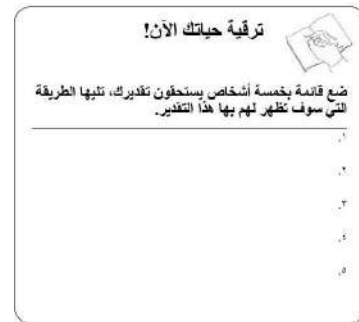 ترقية حياتك الآن!
ضع قائمة بخمسة أشخاص يستحقون تقديرك، تليها الطريقة
التي سوف تظهر لهم بها هذا التقدير.
١.
٢.
٣.
٤.
٥.